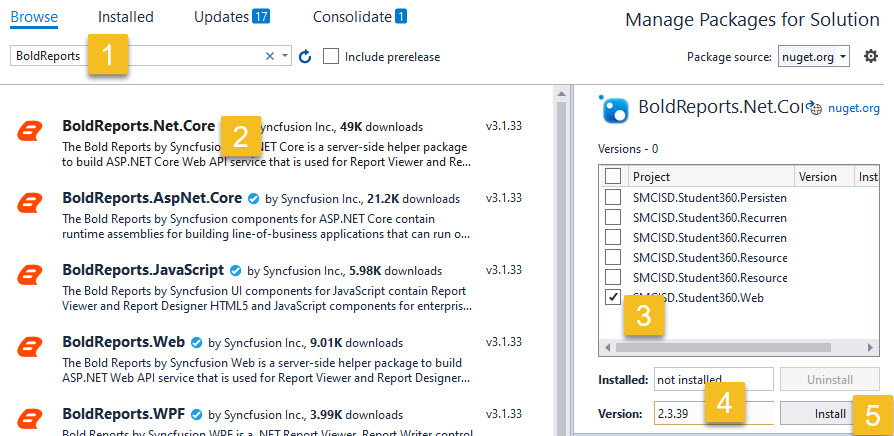 Browse Installed Updates 17 Consolidate 1 Manage Packages for Solution
1
BoldReports Include prerelease Package source: nuget.org
BoldReports.Net.Core 2 yncfusion Inc., 49K downloads v3.1.33
The Bold Reports by Syncfusion NET Core is a server-side helper package
to build ASP.NET Core Web API service that is used for Report Viewer and Re...
BoldReports.AspNet.Core by Syncfusion Inc., 21.2K downloads v3.1.33
The Bold Reports by Syncfusion components for ASP.NET Core contain
runtime assemblies for building line-of-business applications that can run o...
BoldReports.JavaScript by Syncfusion Inc., 5.98K downloads v3.1.33
The Bold Reports by Syncfusion UI components for JavaScript contain Report
Viewer and Report Designer HTML5 and JavaScript components for enterpris...
BoldReports.Web by Syncfusion Inc., 9.01K downloads v3.1.33
The Bold Reports by Syncfusion Web is a server-side helper package to build
ASP.NET Web API service that is used for Report Viewer and Report Designer...
BoldReports.WPF by Syncfusion Inc., 3.99K downloads v3.1.33
The Bold Reports by Syncfusion WPF is a .NET Report Viewer, Report Writer control
BoldReports.Net.Cor nuget.org
Versions - 0
Project Version Inst
SMCISD.Student360.Persisten
SMCISD.Student360.Recurren
SMCISD.Student360.Recurren
SMCISD.Student360.Resource
SMCISD.Student360.Resource
SMCISD.Student360.Web
3
Installed: not installed Uninstall
Version: 2.3.39 4 Install 5